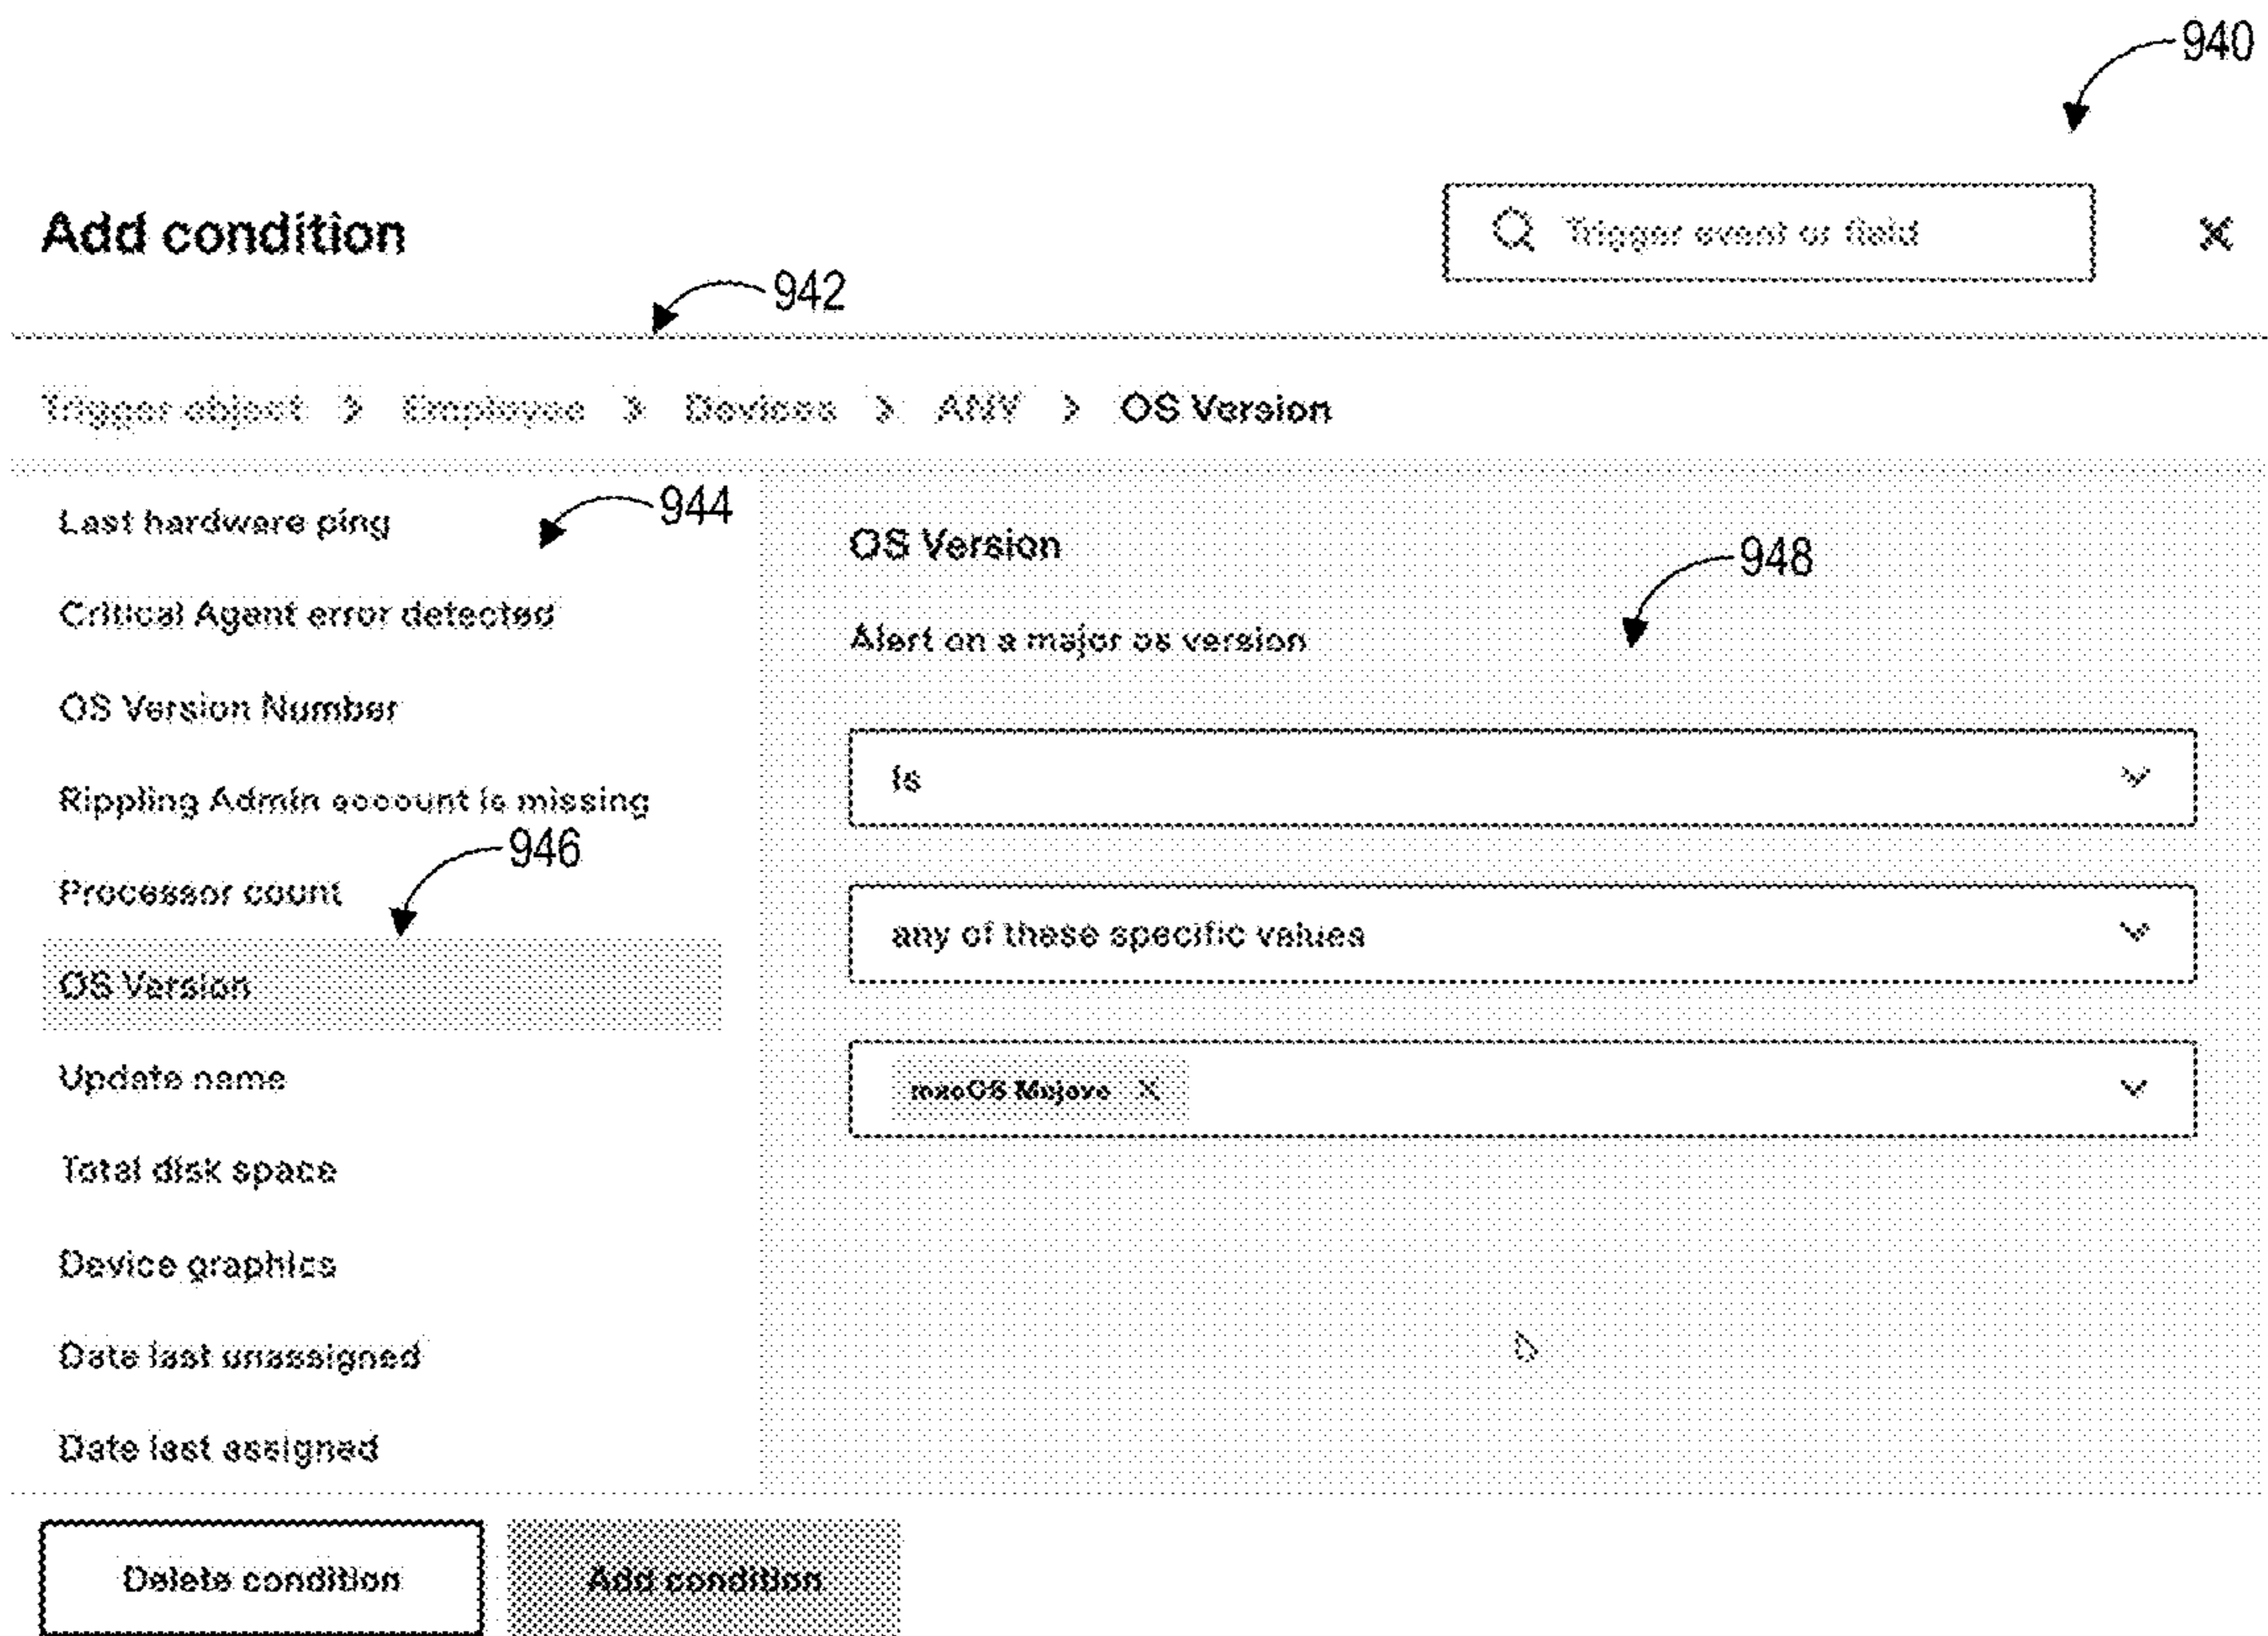 940
Add condition
Trigger event or field
942
Trigger object > Employee > Devices > ANY > OS Version
Last hardware ping
944
Critical Agent error detected
OS Version Number
Rippling Admin account is missing
946
Processor count
OS Version
Update name
Total disk space
Device graphics
Date last unassigned
Date last assigned
OS Version
948
Alert on a major os version
is
any of these specific values
macOS Mojave X
Delete condition
Add condition